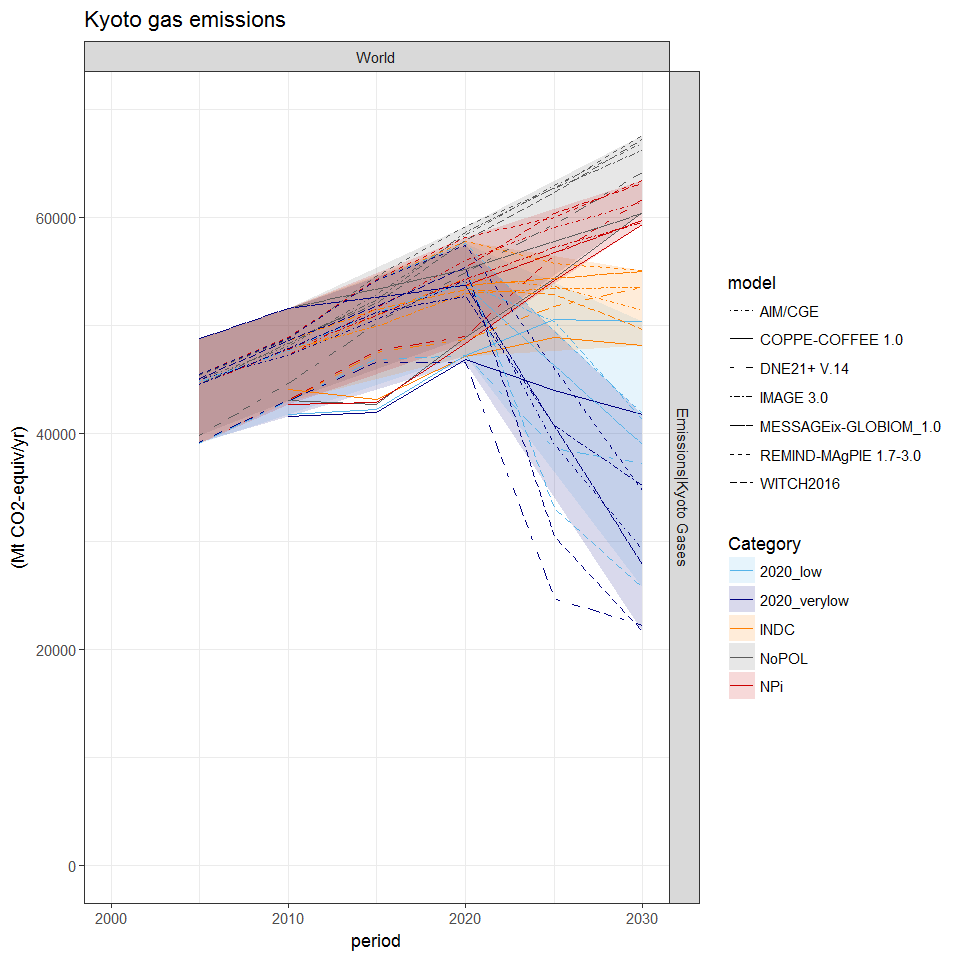 Kyoto gas emissions
World
60000
40000
20000
0
2000
2010
2020
2030
period
(Mt CO2-equiv/yr)
Emissions|Kyoto Gases
model
AIM/CGE
COPPE-COFFEE 1.0
DNE21+ V.14
IMAGE 3.0
MESSAGEix-GLOBIOM_1.0
REMIND-MAgPIE 1.7-3.0
WITCH2016
Category
2020_low
2020_verylow
INDC
NoPOL
NPi